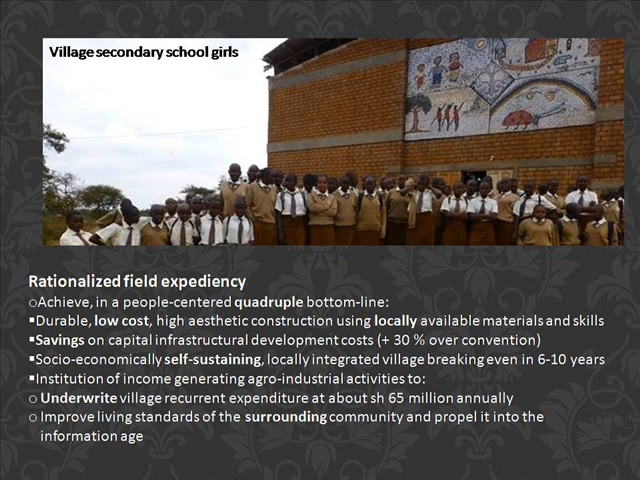 Village secondary school girls
Rationalized field expediency
oAchieve, in a people-centered quadruple bottom-line:
▪Durable, low cost, high aesthetic construction using locally available materials and skills
▪Savings on capital infrastructural development costs (+ 30 % over convention)
▪Socio-economically self-sustaining, locally integrated village breaking even in 6-10 years
▪Institution of income generating agro-industrial activities to:
o Underwrite village recurrent expenditure at about sh 65 million annually
o Improve living standards of the surrounding community and propel it into the
information age